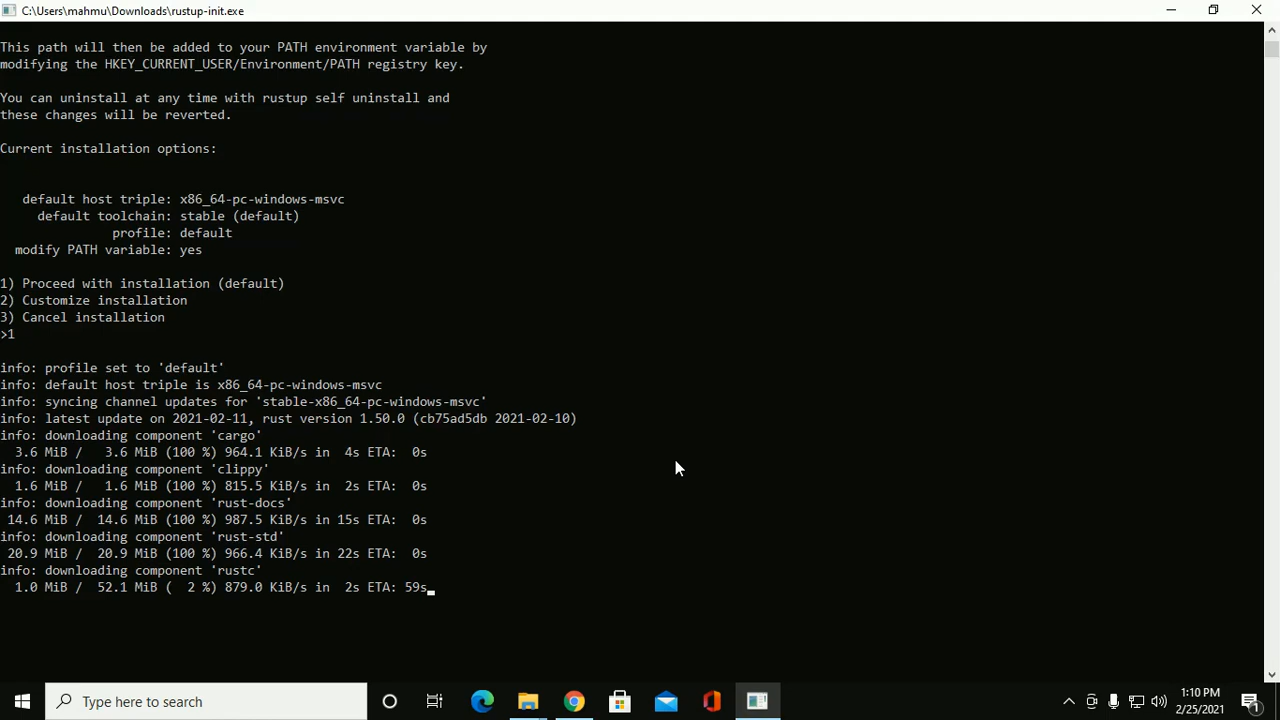 C:\Users\mahmu\Downloads\rustup-init.exe
This path will then be added to your PATH environment variable by
modifying the HKEY_CURRENT_USER/Environment/PATH registry key.
You can uninstall at any time with rustup self uninstall and
these changes will be reverted.
Current installation options:
default host triple: x86_64-pc-windows-msvc
default toolchain: stable (default)
profile: default
modify PATH variable: yes
1) Proceed with installation (default)
2) Customize installation
3) Cancel installation
>1
info: profile set to 'default'
info: default host triple is x86_64-pc-windows-msvc
info: syncing channel updates for 'stable-x86_64-pc-windows-msvc'
info: latest update on 2021-02-11, rust version 1.50.0 (cb75ad5db 2021-02-10)
info: downloading component 'cargo'
3.6 MiB / 3.6 MiB (100 %) 964.1 KiB/s in 4s ETA: 0s
info: downloading component 'clippy'
1.6 MiB / 1.6 MiB (100 %) 815.5 KiB/s in 2s ETA: 0s
info: downloading component 'rust-docs'
14.6 MiB / 14.6 MiB (100 %) 987.5 KiB/s in 15s ETA: 0s
info: downloading component 'rust-std'
20.9 MiB / 20.9 MiB (100 %) 966.4 KiB/s in 22s ETA: 0s
info: downloading component 'rustc'
1.0 MiB / 52.1 MiB ( 2 %) 879.0 KiB/s in 2s ETA: 59s
Type here to search
1:10 PM
2/25/2021
1